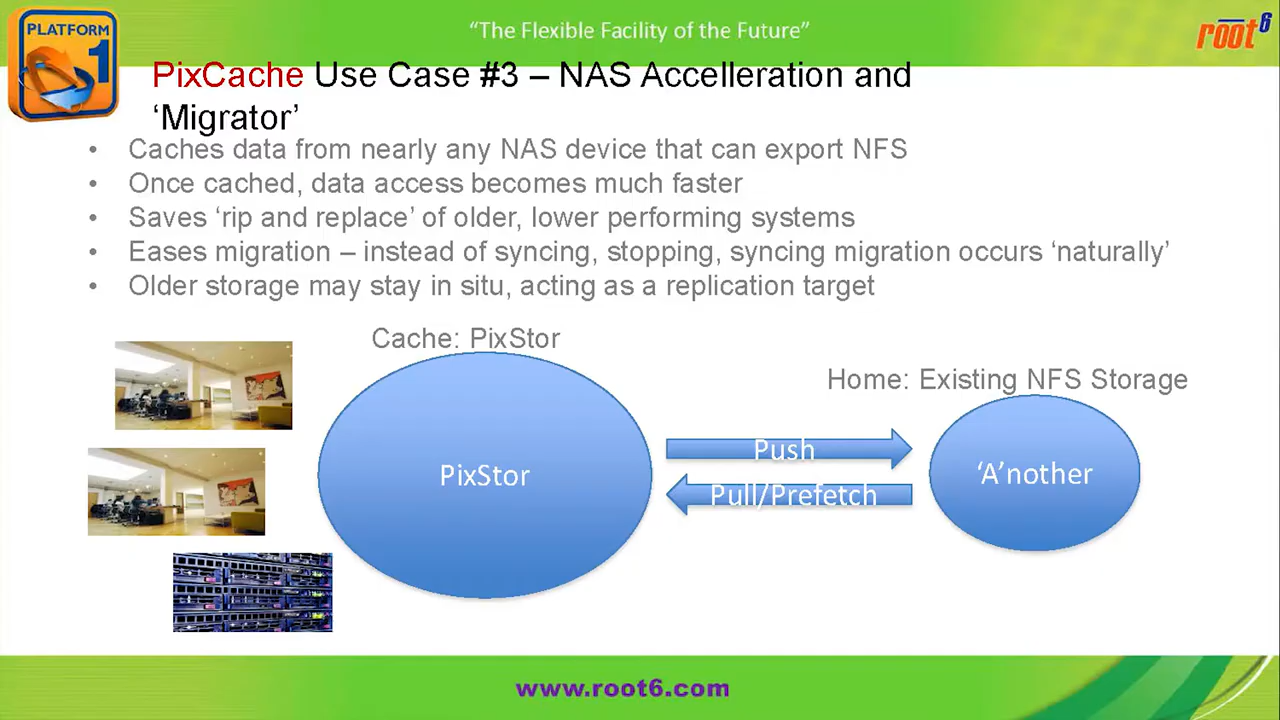 “The Flexible Facility of the Future”
PLATFORM
1
root6
PixCache Use Case #3 – NAS Accelleration and
‘Migrator’
• Caches data from nearly any NAS device that can export NFS
• Once cached, data access becomes much faster
• Saves ‘rip and replace’ of older, lower performing systems
• Eases migration – instead of syncing, stopping, syncing migration occurs ‘naturally’
• Older storage may stay in situ, acting as a replication target
Cache: PixStor
Home: Existing NFS Storage
Push
PixStor
‘A’nother
Pull/Prefetch
www.root6.com